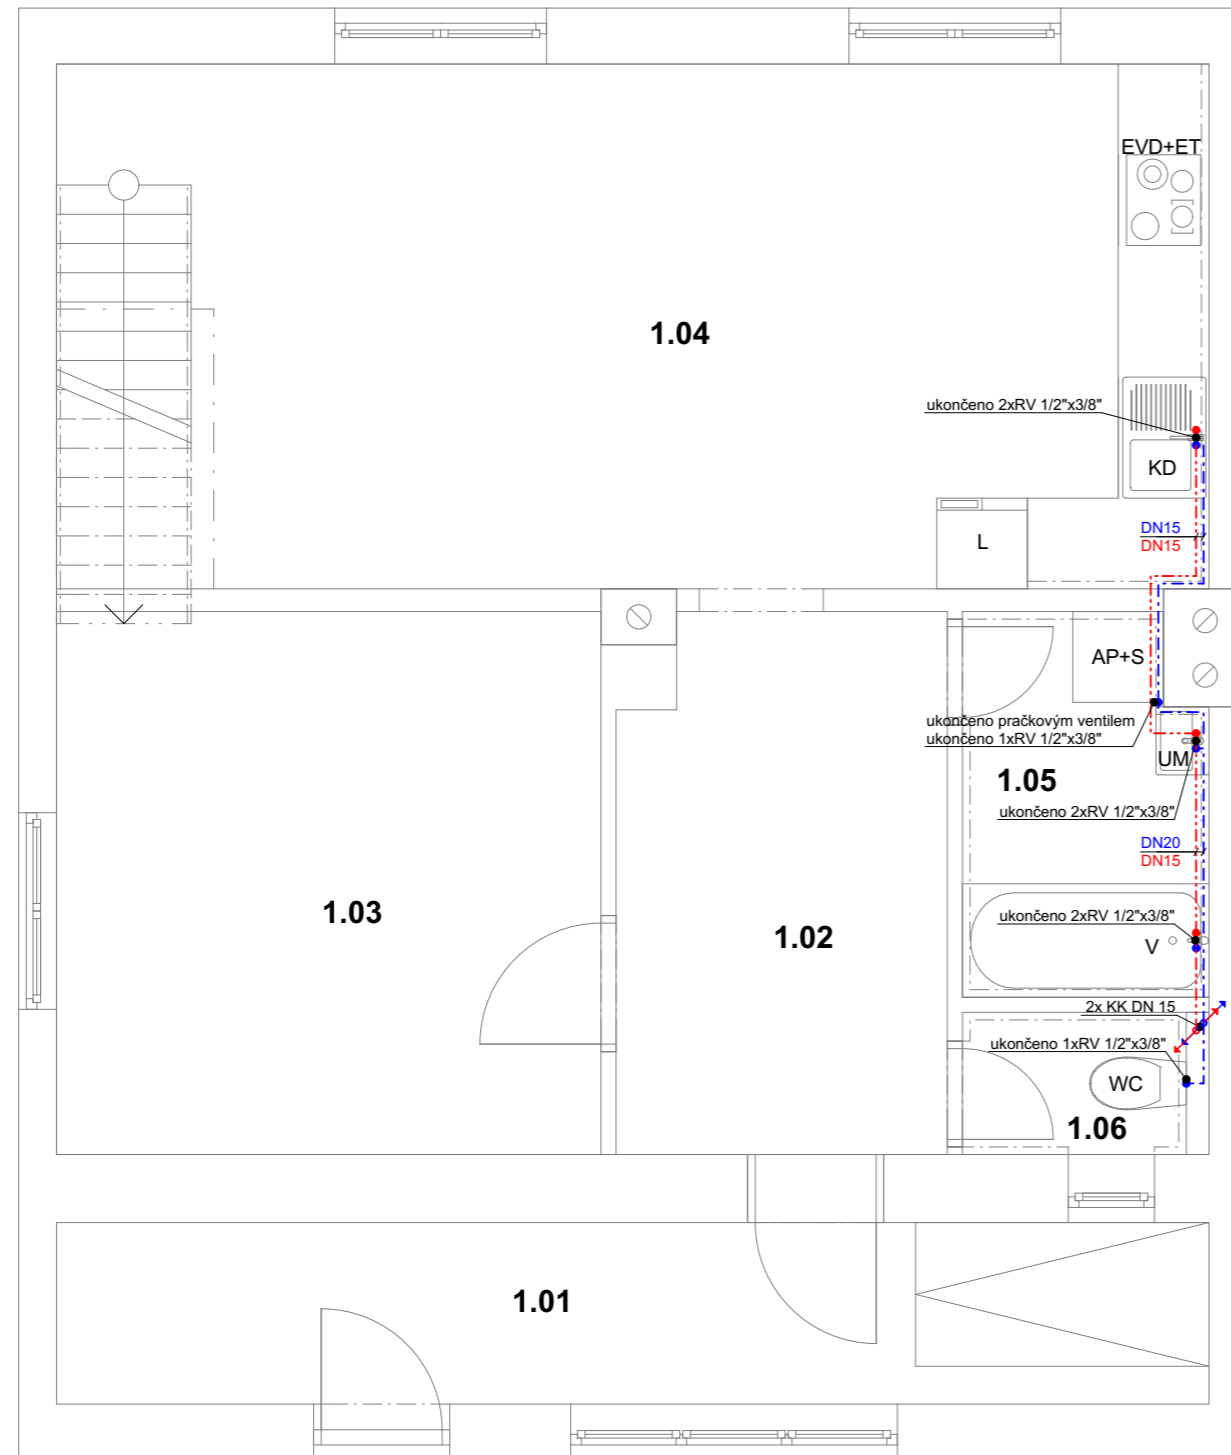 EVD+ET
1.04
ukončeno 2xRV 1/2"x3/8"
KD
DN15
DN15
L
AP+S
ukončeno pračkovým ventilem
ukončeno 1xRV 1/2"x3/8"
UM
1.05
ukončeno 2xRV 1/2"x3/8"
DN20
DN15
1.03
1.02
ukončeno 2xRV 1/2"x3/8"
V
2x KK DN 15
ukončeno 1xRV 1/2"x3/8"
WC
1.06
1.01